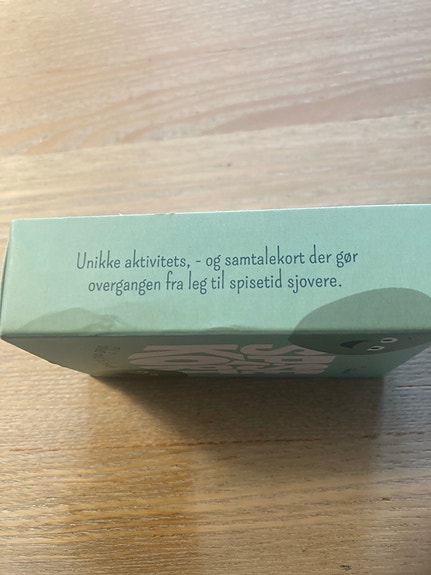 Unikke aktivitets, - og samtalekort der gør
overgangen fra leg til spisetid sjovere.